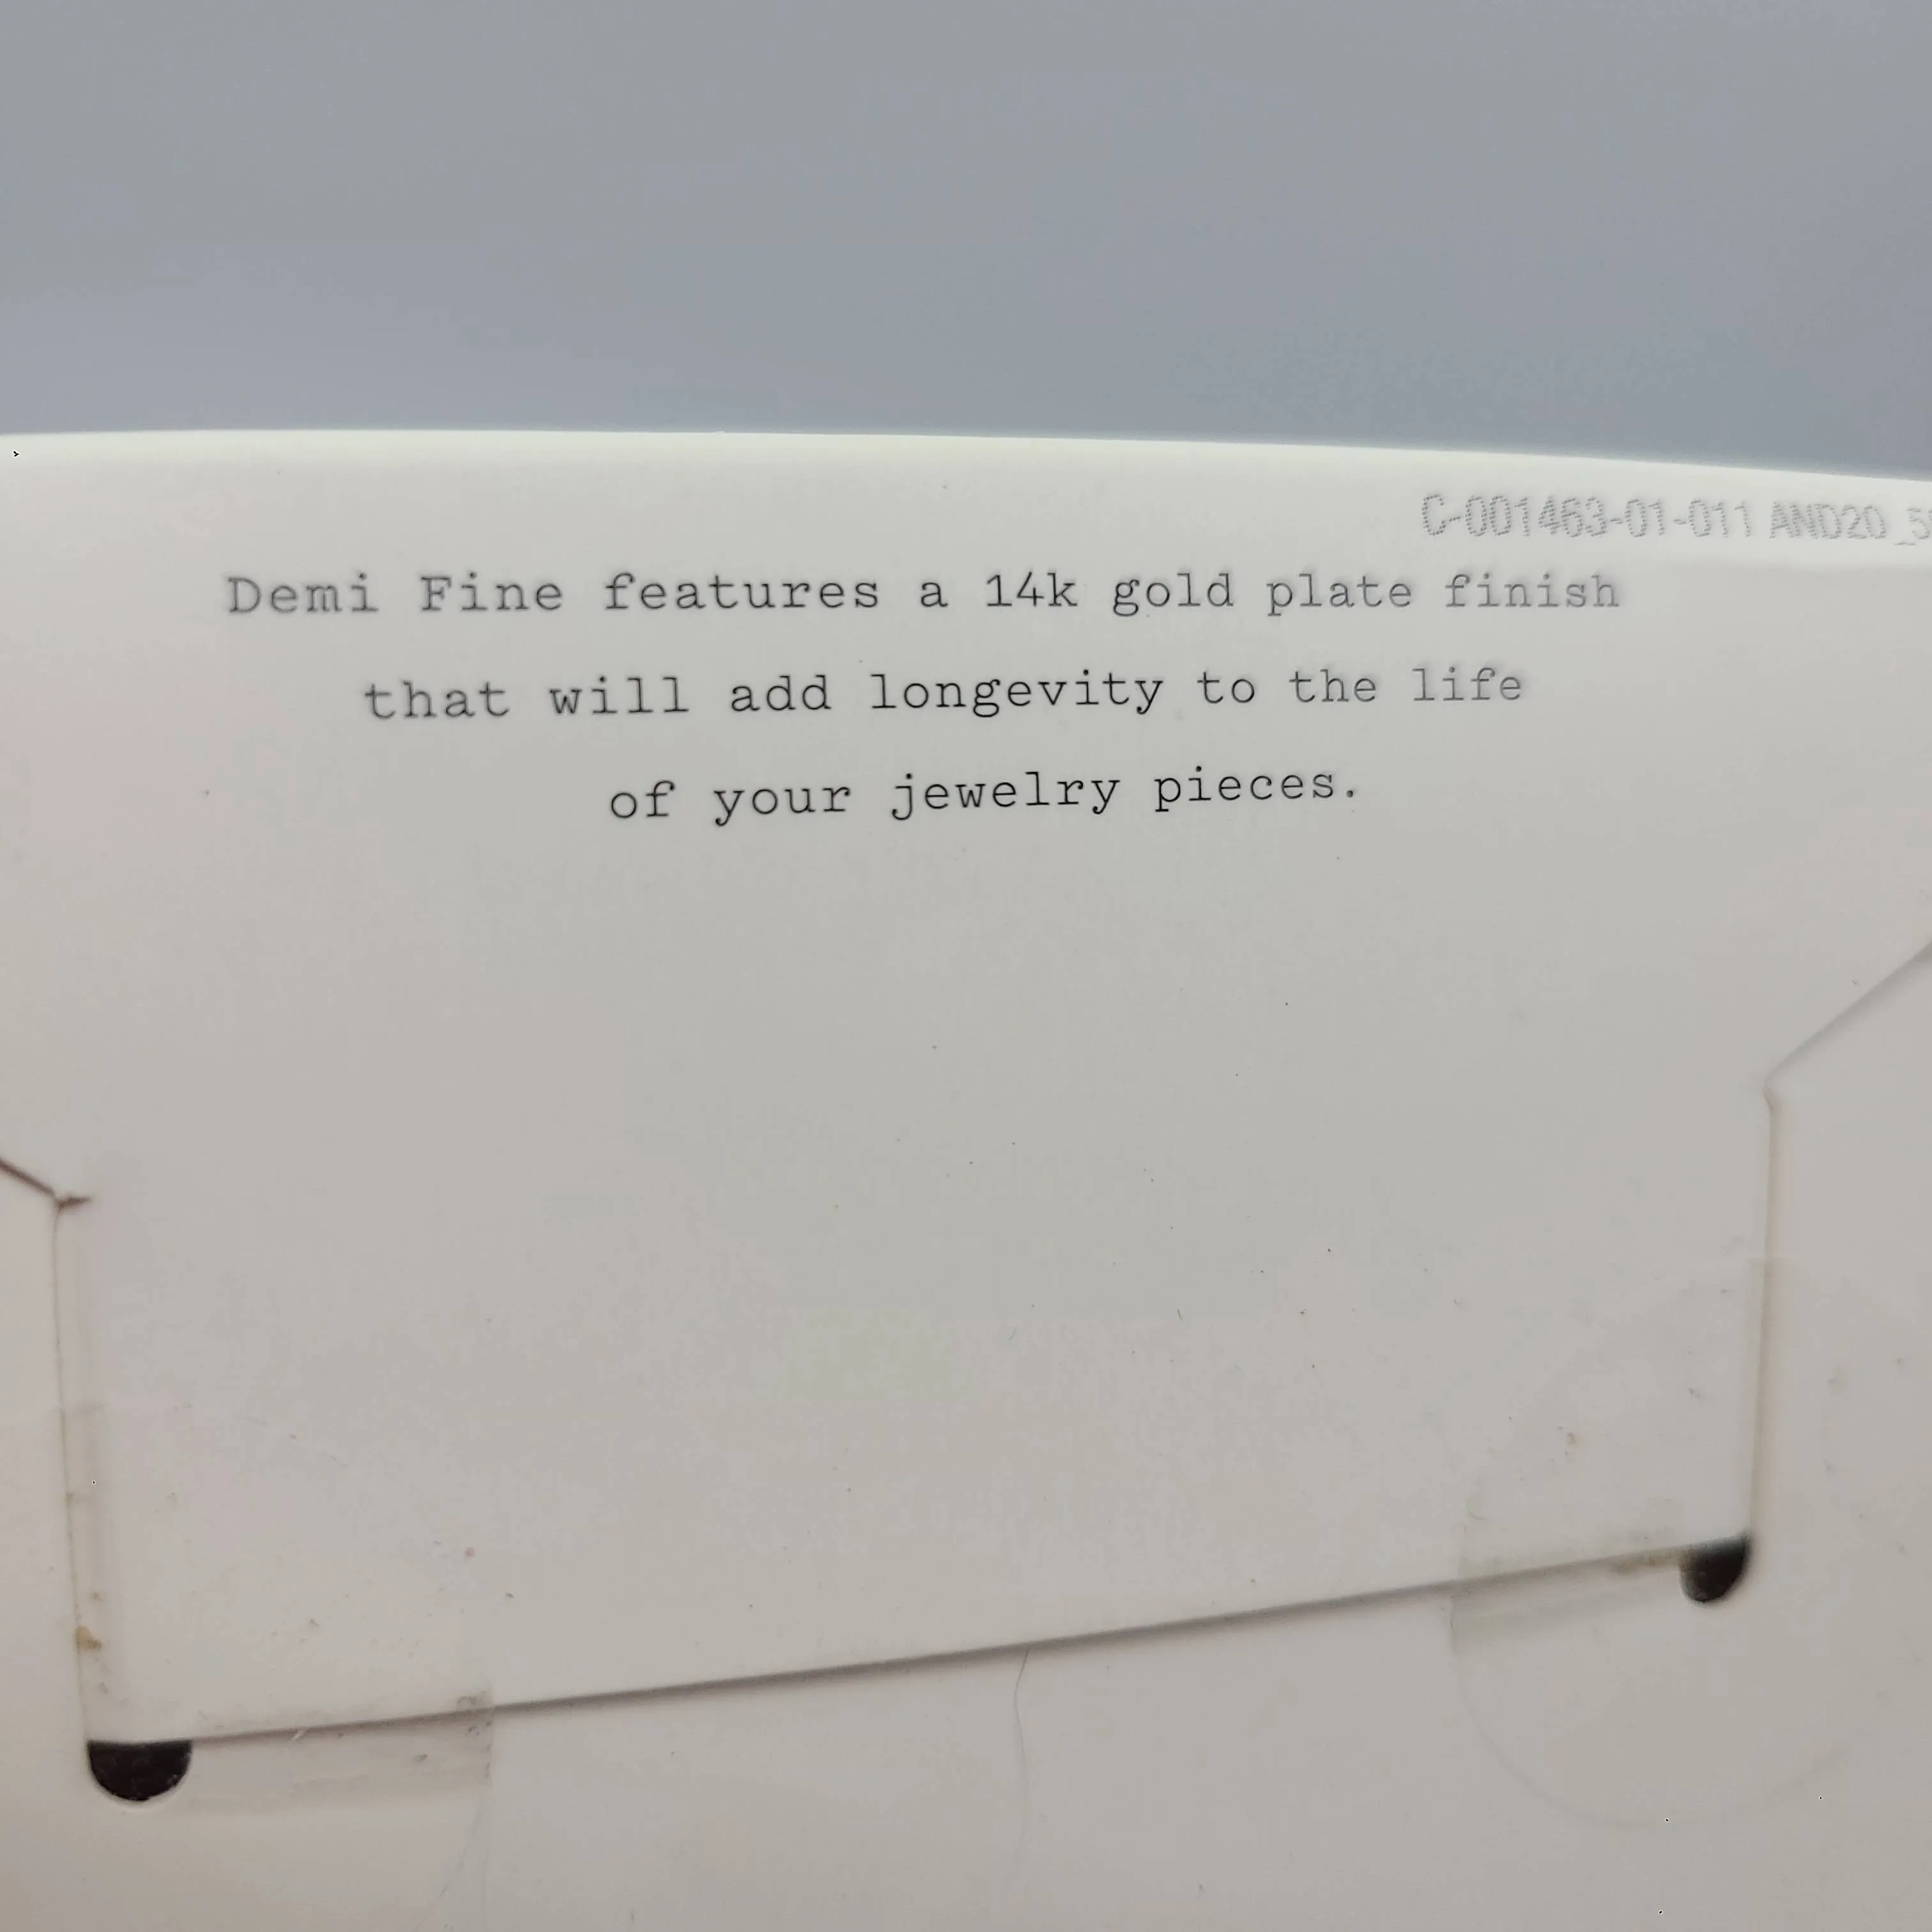 C-001463-01-011 AND20_5
Demi Fine features a 14k gold plate finish
that will add longevity to the life
of your jewelry pieces.